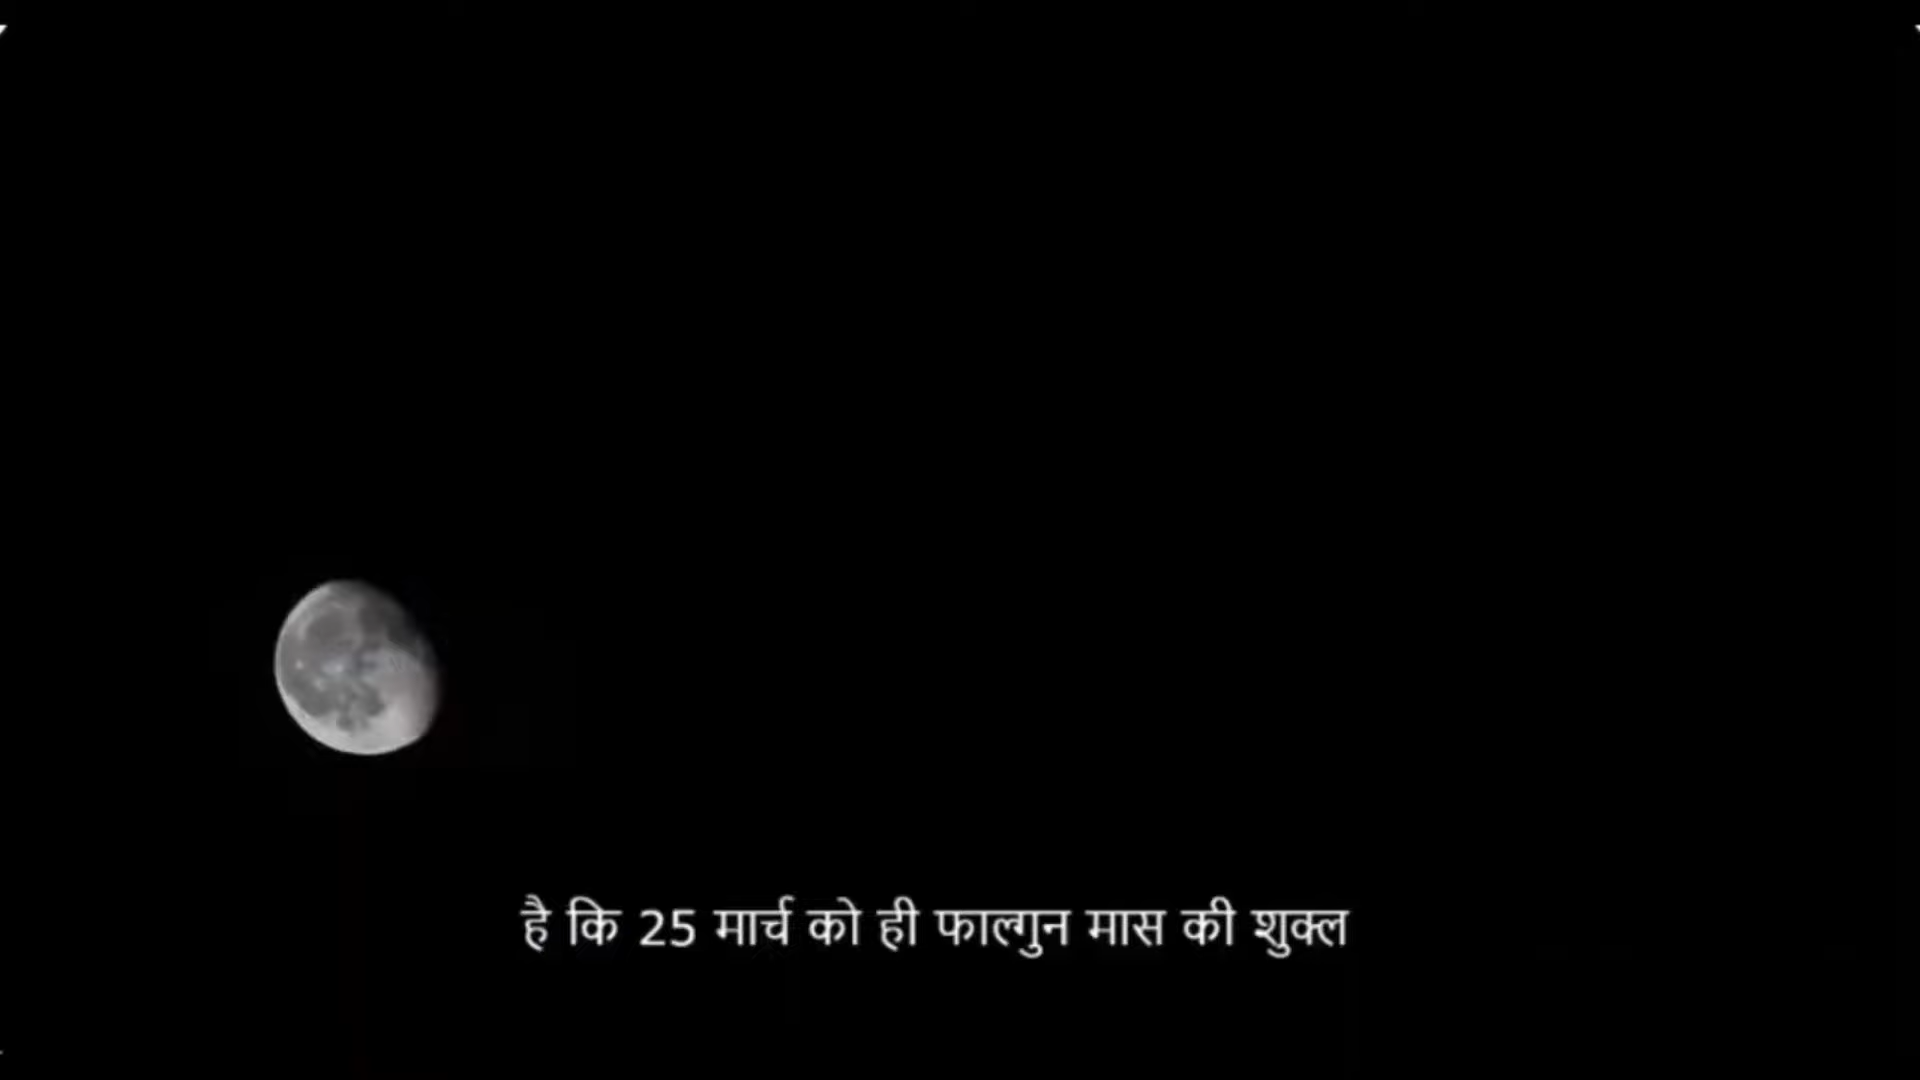 है कि 25 मार्च को ही फाल्गुन मास की शुक्ल